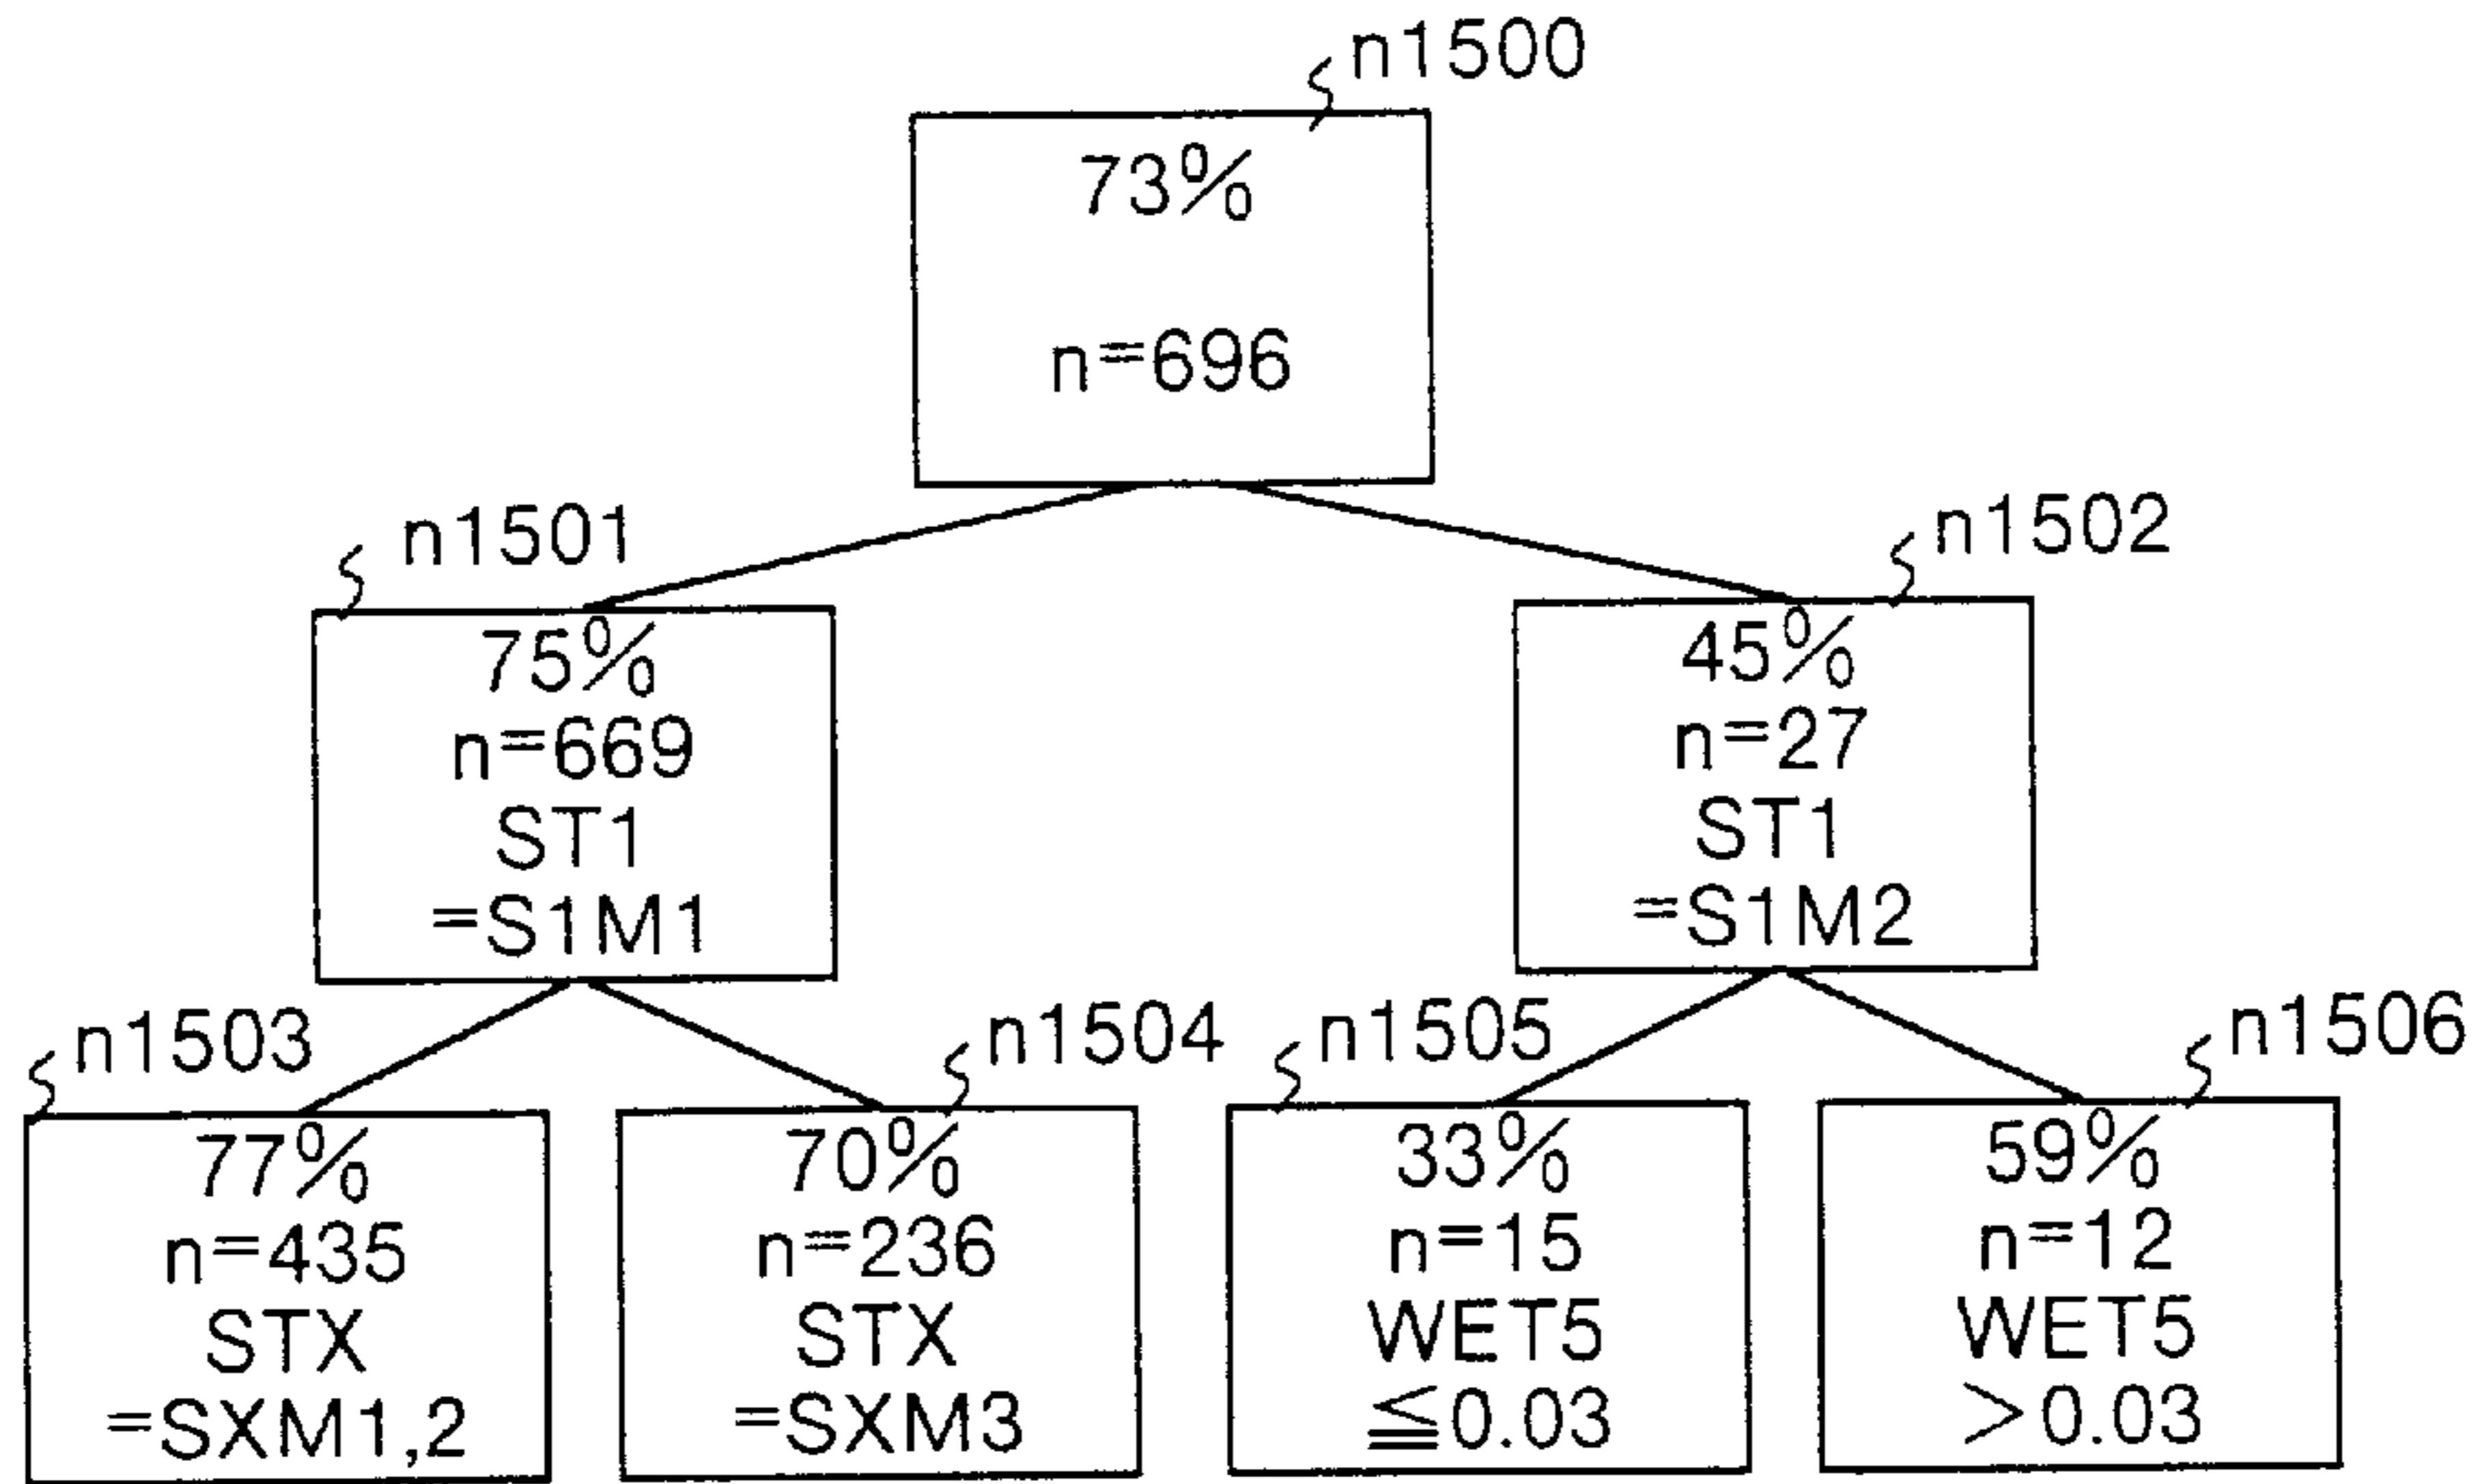 n1500
73%
n=696
n1501
75%
n=669
ST1
=S1M1
n1502
45%
n=27
ST1
=S1M2
n1503
77%
n=435
STX
=SXM1,2
n1504
70%
n=236
STX
=SXM3
n1505
33%
n=15
WET5
≦0.03
n1506
59%
n=12
WET5
>0.03